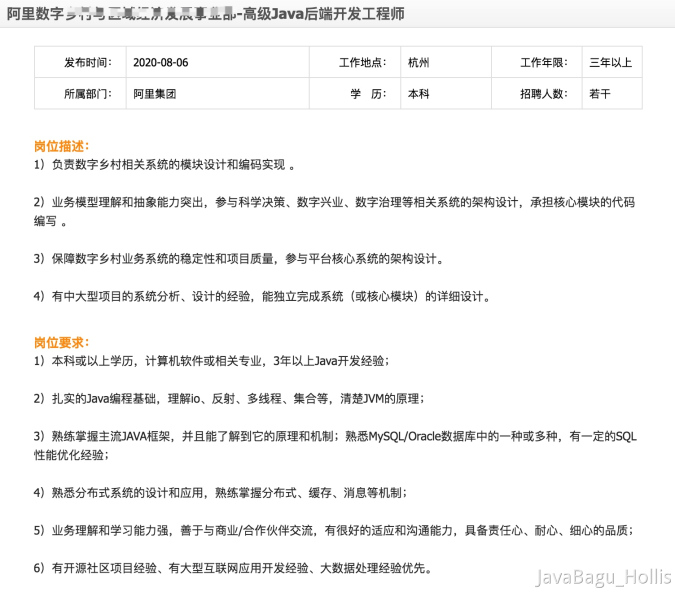 阿里数字乡村与区域经济发展事业部-高级Java后端开发工程师
发布时间： 2020-08-06 工作地点： 杭州 工作年限： 三年以上
所属部门： 阿里集团 学 历： 本科 招聘人数： 若干
岗位描述：
1）负责数字乡村相关系统的模块设计和编码实现 。
2）业务模型理解和抽象能力突出，参与科学决策、数字兴业、数字治理等相关系统的架构设计，承担核心模块的代码
编写 。
3）保障数字乡村业务系统的稳定性和项目质量，参与平台核心系统的架构设计。
4）有中大型项目的系统分析、设计的经验，能独立完成系统（或核心模块）的详细设计。
岗位要求：
1）本科或以上学历，计算机软件或相关专业，3年以上Java开发经验；
2）扎实的Java编程基础，理解io、反射、多线程、集合等，清楚JVM的原理；
3）熟练掌握主流JAVA框架，并且能了解到它的原理和机制；熟悉MySQL/Oracle数据库中的一种或多种，有一定的SQL
性能优化经验；
4）熟悉分布式系统的设计和应用，熟练掌握分布式、缓存、消息等机制；
5）业务理解和学习能力强，善于与商业/合作伙伴交流，有很好的适应和沟通能力，具备责任心、耐心、细心的品质；
6）有开源社区项目经验、有大型互联网应用开发经验、大数据处理经验优先。
JavaBagu_Hollis